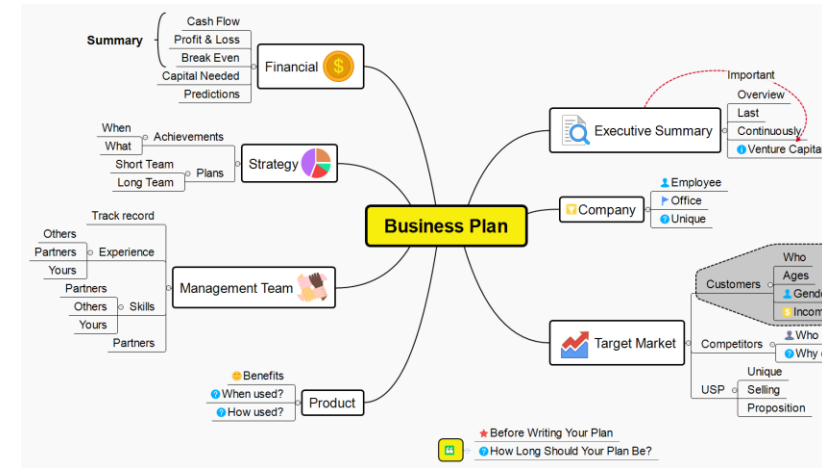 Business Plan
Financial
Cash Flow
Profit & Loss
Break Even
Capital Needed
Predictions
Summary
Strategy
Achievements
When
What
Plans
Short Team
Long Team
Management Team
Track record
Experience
Others
Partners
Yours
Skills
Partners
Others
Yours
Partners
Product
Benefits
When used?
How used?
Executive Summary
Important
Overview
Last
Continuously
Venture Capita
Company
Employee
Office
Unique
Target Market
Customers
Who
Ages
Gend
Incom
Competitors
Who
Why
USP
Unique
Selling
Proposition
Before Writing Your Plan
How Long Should Your Plan Be?